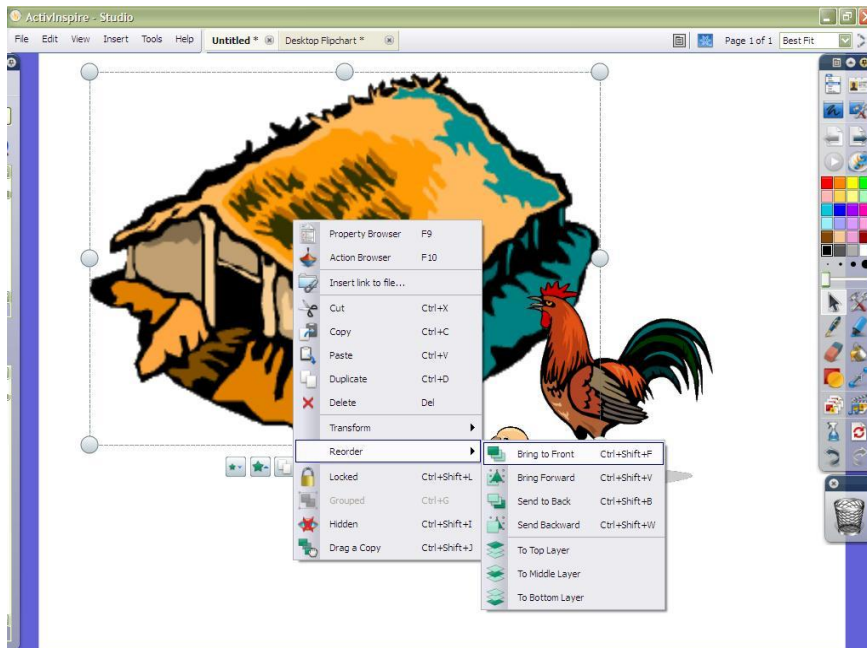 ActivInspire - Studio
File Edit View Insert Tools Help Untitled * Desktop Flipchart * Page 1 of 1 Best Fit
Property Browser F9
Action Browser F10
Insert link to file...
Cut Ctrl+X
Copy Ctrl+C
Paste Ctrl+V
Duplicate Ctrl+D
Delete Del
Transform
Reorder
Locked Ctrl+Shift+L
Grouped Ctrl+G
Hidden Ctrl+Shift+I
Drag a Copy Ctrl+Shift+J
Bring to Front Ctrl+Shift+F
Bring Forward Ctrl+Shift+V
Send to Back Ctrl+Shift+B
Send Backward Ctrl+Shift+W
To Top Layer
To Middle Layer
To Bottom Layer